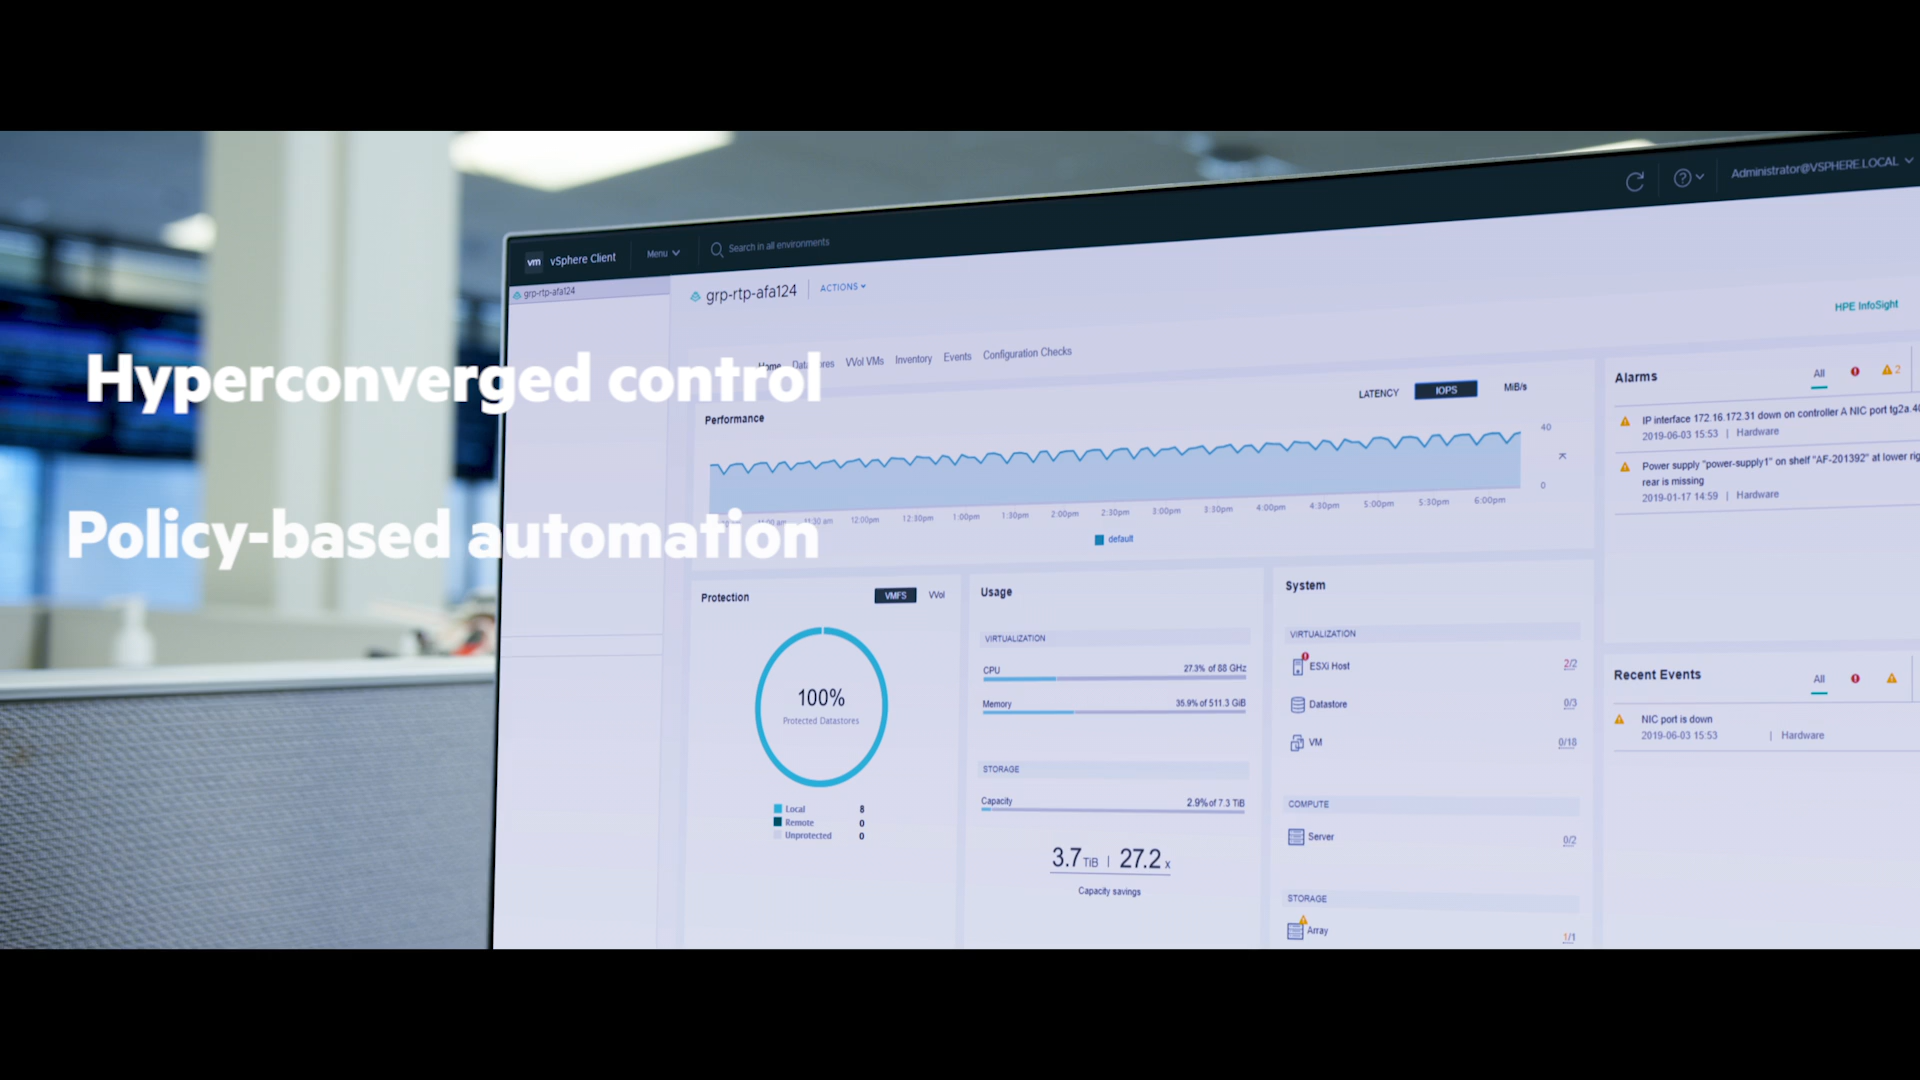 Administrator@VSPHERE.LOCAL
vm vSphere Client
Menu
Search in all environments
grp-rtp-afa124
grp-rtp-afa124
ACTIONS
HPE InfoSight
Hyperconverged control
Policy-based automation
Home
VVol VMs
Inventory
Events
Configuration Checks
Performance
LATENCY
IOPS
MiB/s
40
K
0
11:30 am
12:00pm
12:30pm
1:00pm
1:30pm
2:00pm
2:30pm
3:00pm
3:30pm
4:00pm
4:30pm
5:00pm
5:30pm
6:00pm
default
Alarms
All
2
IP interface 172.16.172.31 down on controller A NIC port tg2a.40
2019-06-03 15:53 | Hardware
Power supply "power-supply1" on shelf "AF-201392" at lower
rear is missing
2019-01-17 14:59 | Hardware
Protection
VMFS
VVol
100%
Protected Datastores
Local 8
Remote 0
Unprotected 0
Usage
VIRTUALIZATION
CPU 27.3% of 88 GHz
Memory 35.9% of 511.3 GiB
STORAGE
Capacity 2.9% of 7.3 TiB
3.7 TiB | 27.2 x
Capacity savings
System
VIRTUALIZATION
ESXi Host 2/2
Datastore 0/3
VM 0/18
COMPUTE
Server 0/2
STORAGE
Array 1/1
Recent Events
All
NIC port is down
2019-06-03 15:53 | Hardware